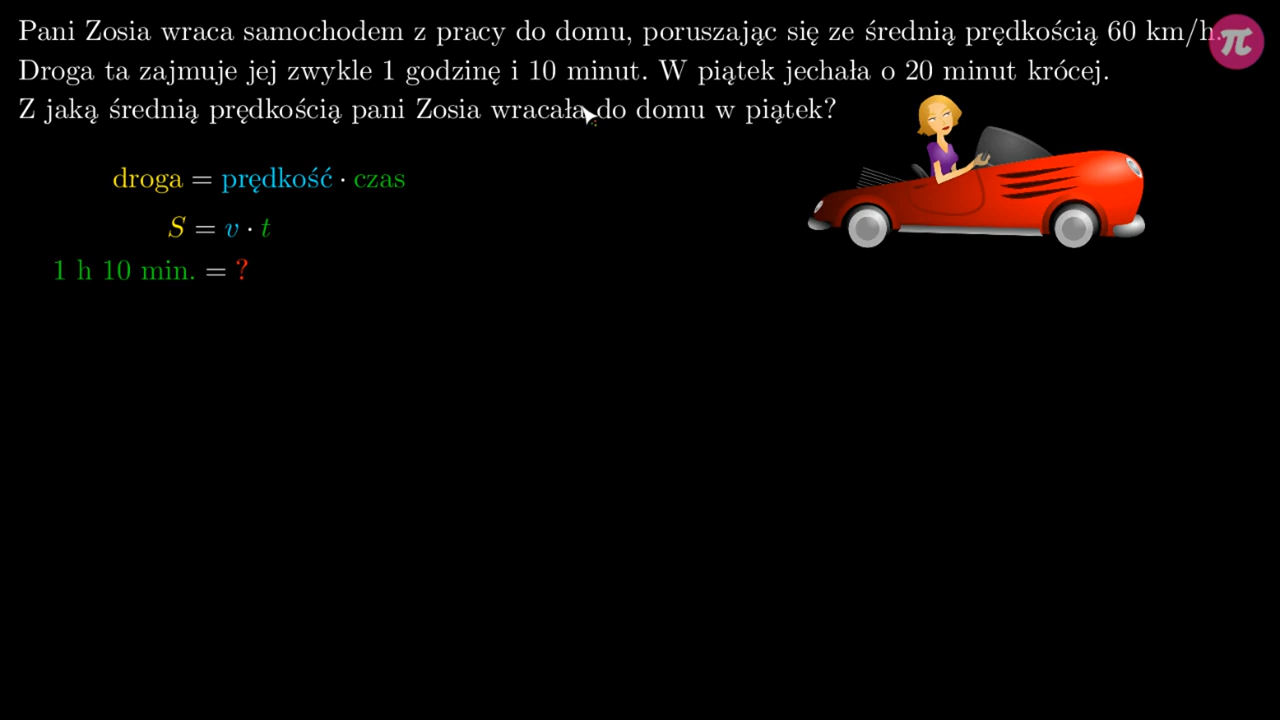 Pani Zosia wraca samochodem z pracy do domu, poruszając się ze średnią prędkością 60 km/h.
Droga ta zajmuje jej zwykle 1 godzinę i 10 minut. W piątek jechała o 20 minut krócej.
Z jaką średnią prędkością pani Zosia wracała do domu w piątek?
droga = prędkość · czas
S = v · t
1 h 10 min. = ?
π